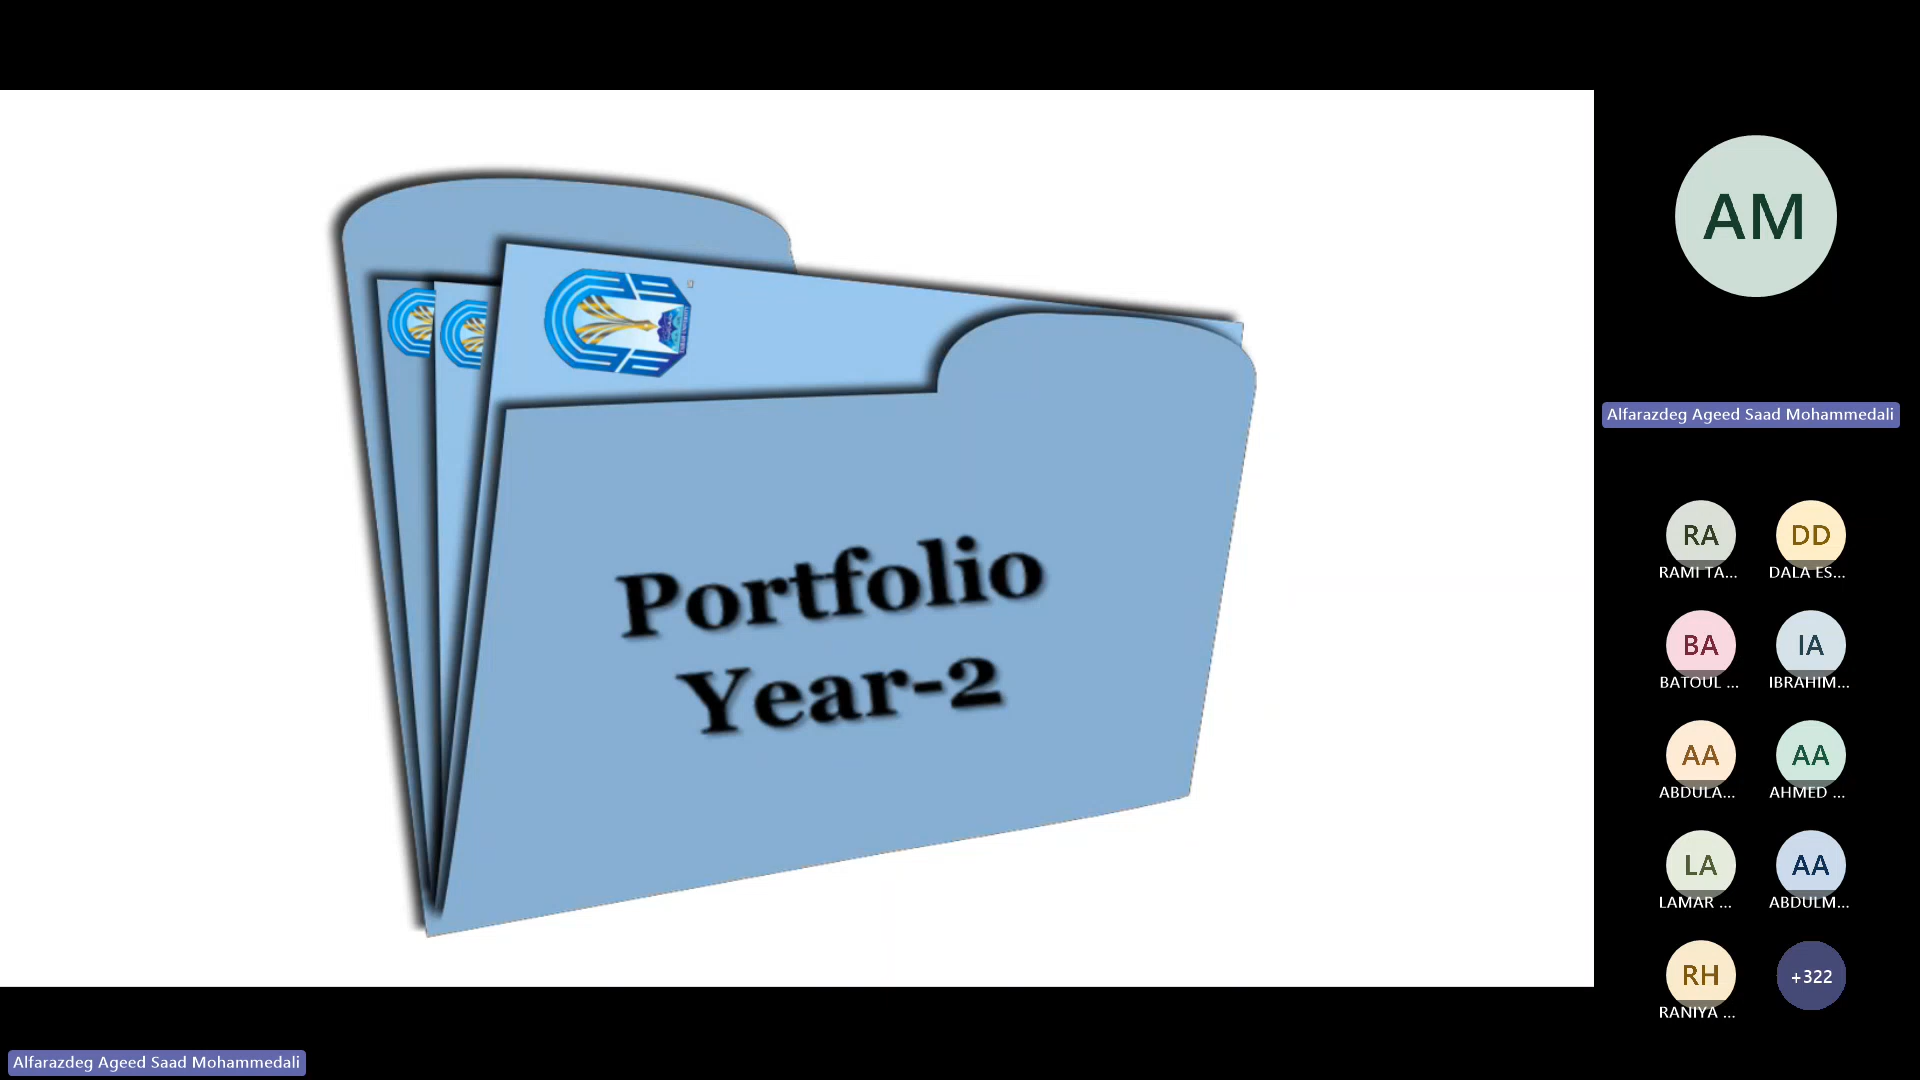 Portfolio
Year-2
AM
Alfarazdeg Ageed Saad Mohammedali
RA
DD
RAMI TA...
DALA ES...
BA
IA
BATOUL ...
IBRAHIM...
AA
AA
ABDULA...
AHMED ...
LA
AA
LAMAR ...
ABDULM...
RH
+322
RANIYA ...
Alfarazdeg Ageed Saad Mohammedali